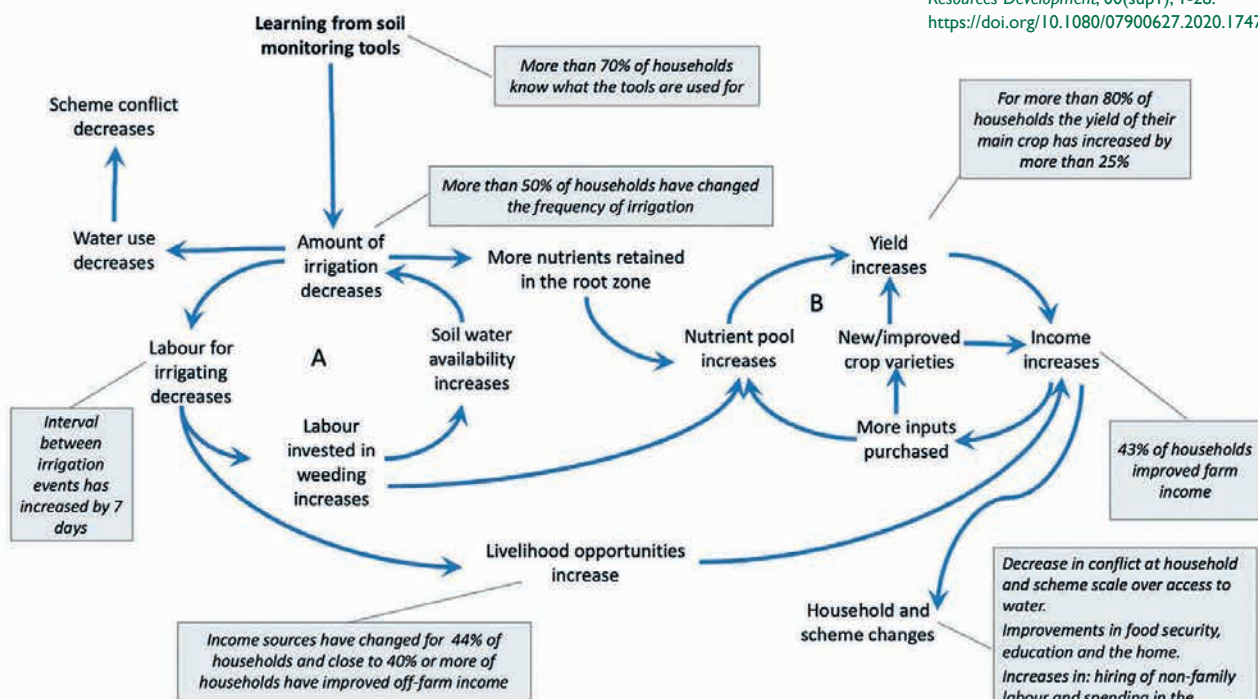 Resources Development, 60(sup1), 1-28.
https://doi.org/10.1080/07900627.2020.1747
Learning from soil
monitoring tools
More than 70% of households
know what the tools are used for
Scheme conflict
decreases
For more than 80% of
households the yield of their
main crop has increased by
more than 25%
More than 50% of households have changed
the frequency of irrigation
Water use
decreases
Amount of
irrigation
decreases
More nutrients retained
in the root zone
Yield
increases
B
Labour for
irrigating
decreases
A
Soil water
availability
increases
Nutrient pool
increases
New/improved
crop varieties
Income
increases
Interval
between
irrigation
events has
increased by 7
days
Labour
invested in
weeding
increases
More inputs
purchased
43% of households
improved farm
income
Livelihood opportunities
increase
Household and
scheme changes
Decrease in conflict at household
and scheme scale over access to
water.
Improvements in food security,
education and the home.
Increases in: hiring of non-family
labour and spending in the
Income sources have changed for 44% of
households and close to 40% or more of
households have improved off-farm income